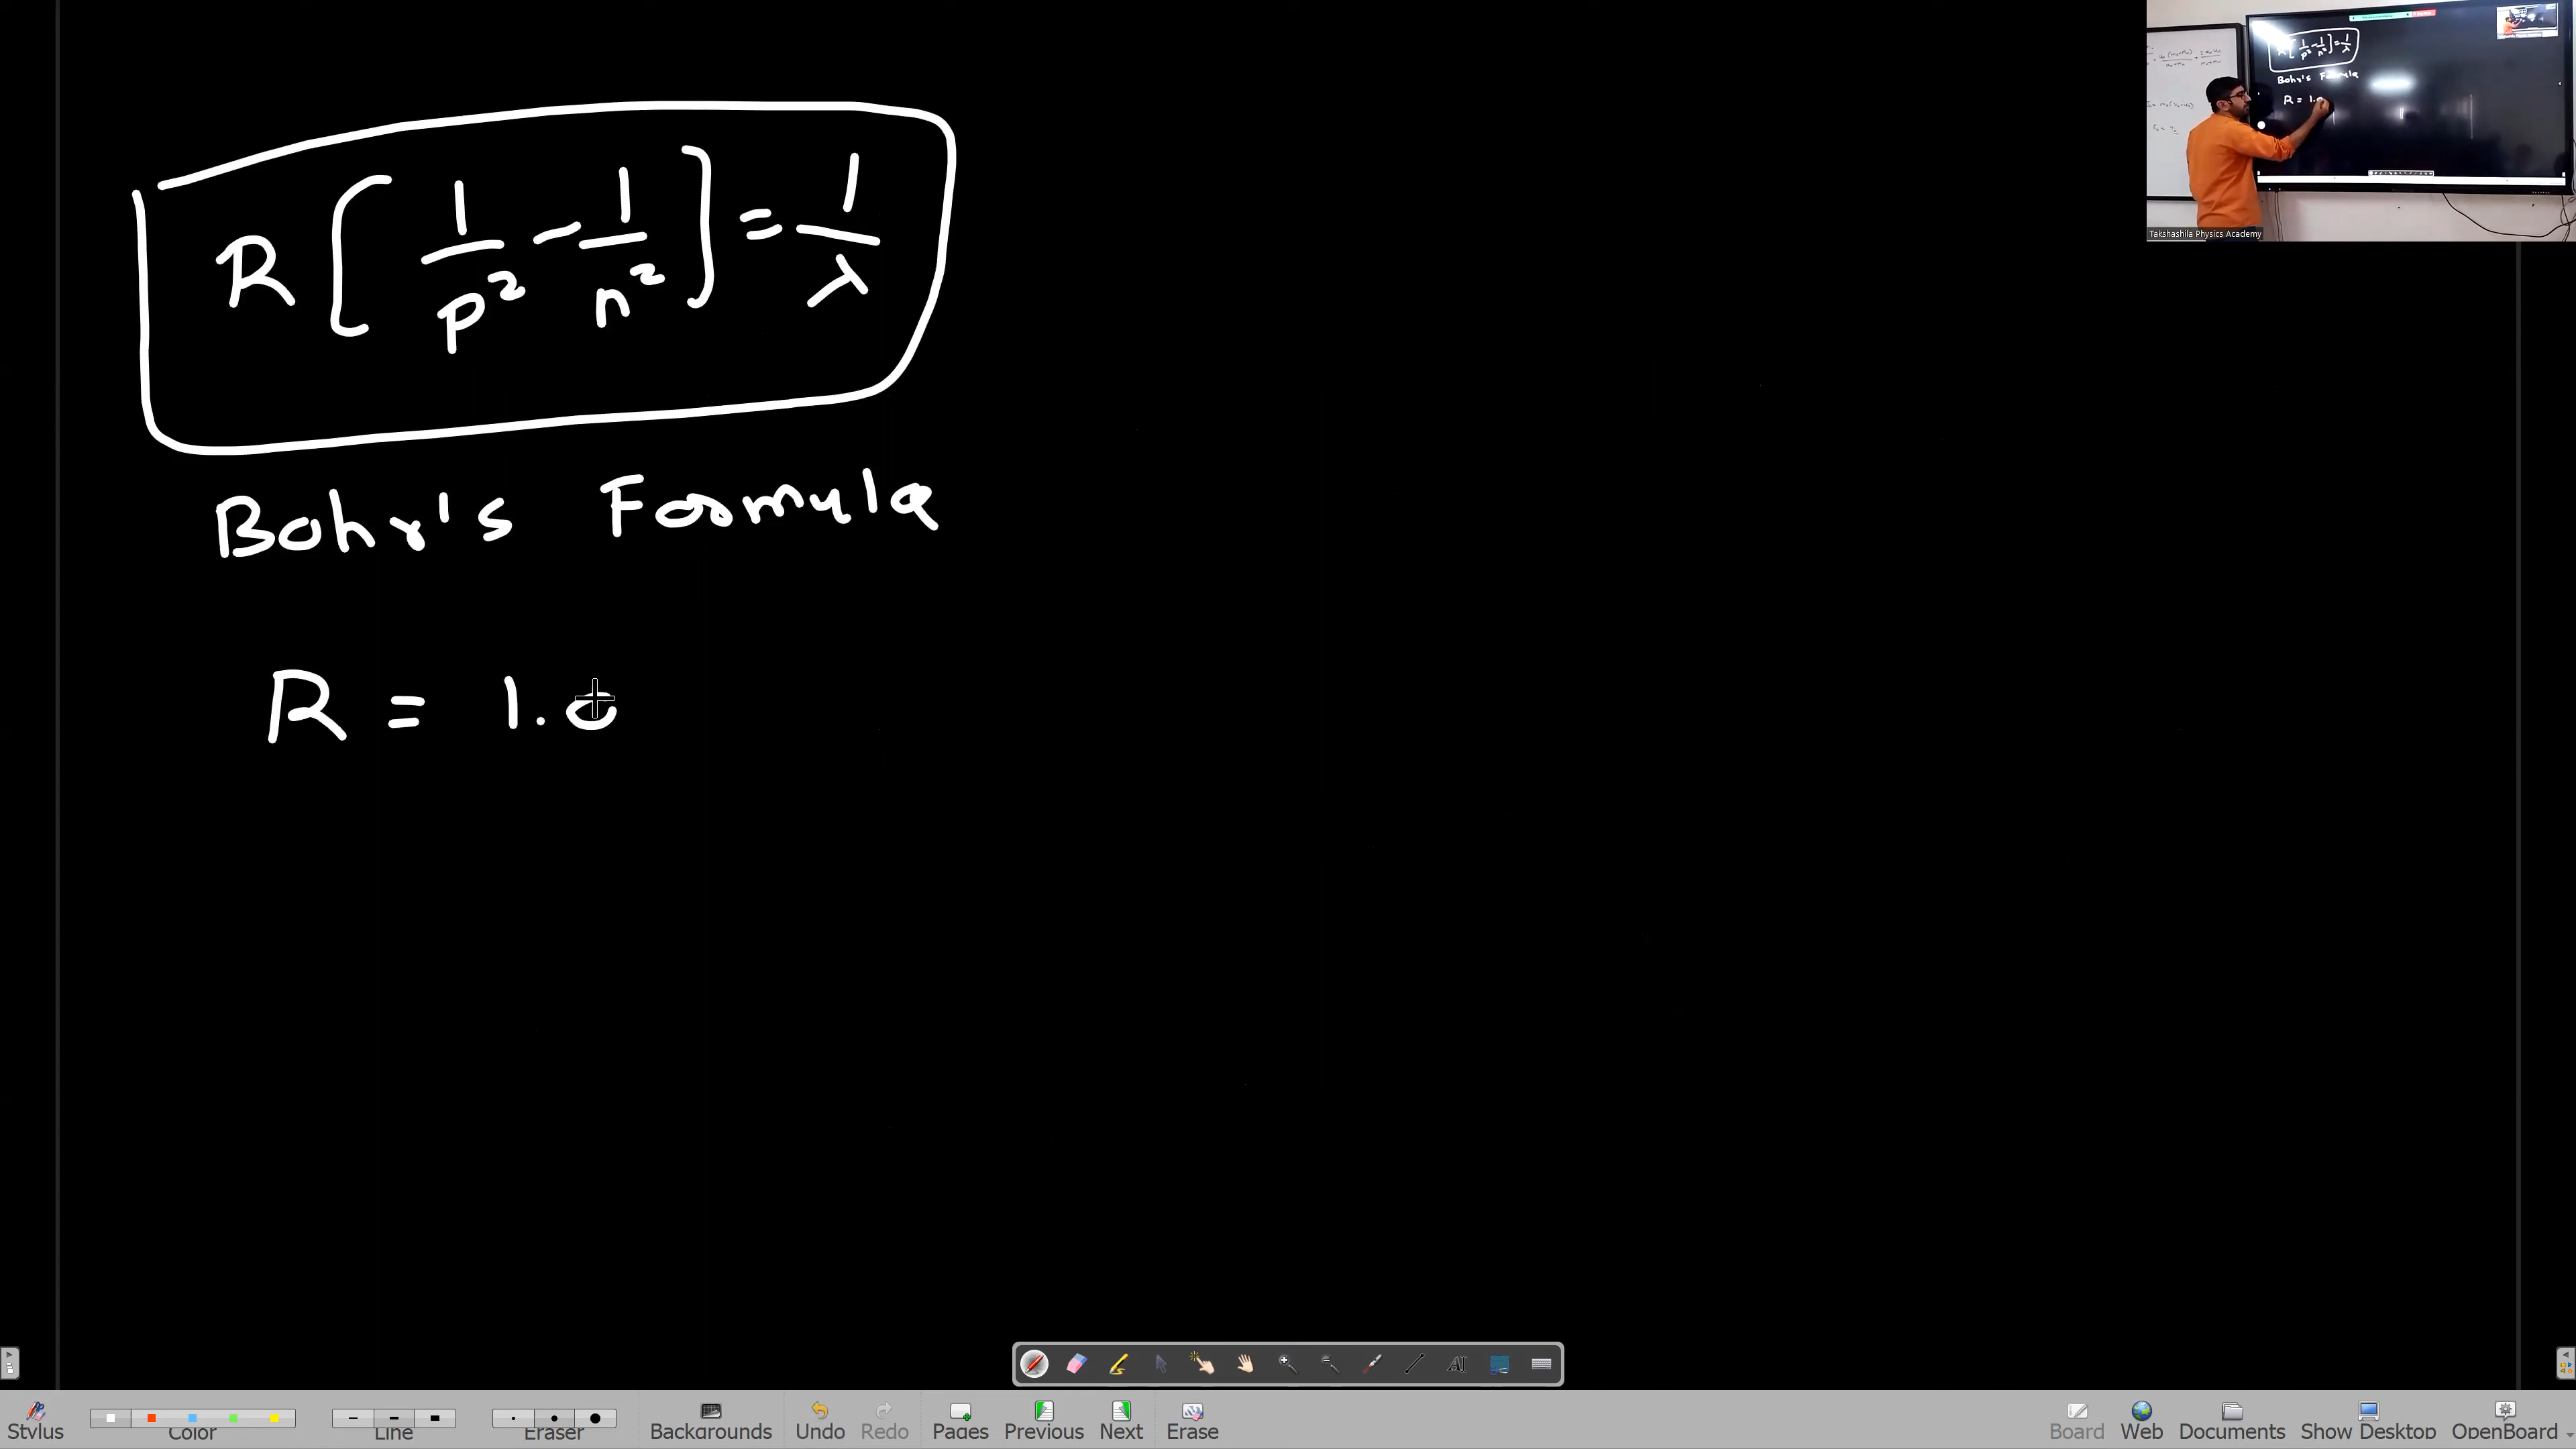 R [ 1/p² - 1/n² ] = 1/λ
Bohr's Formula
R = 1.0
Takshashila Physics Academy
Stylus
Color
Line
Eraser
Backgrounds
Undo
Redo
Pages
Previous
Next
Erase
Board
Web
Documents
Show Desktop
OpenBoard